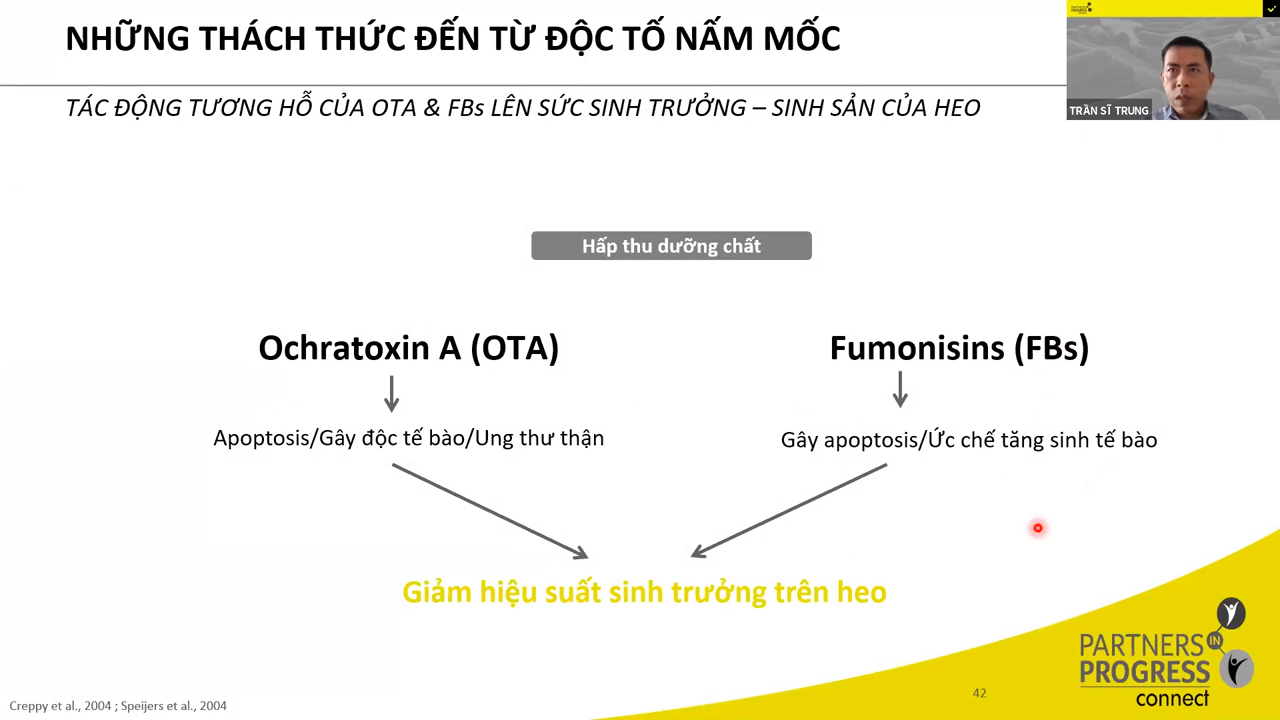 NHỮNG THÁCH THỨC ĐẾN TỪ ĐỘC TỐ NẤM MỐC
TRẦN SĨ TRUNG
TÁC ĐỘNG TƯƠNG HỖ CỦA OTA & FBs LÊN SỨC SINH TRƯỞNG – SINH SẢN CỦA HEO
Hấp thu dưỡng chất
Ochratoxin A (OTA)
Fumonisins (FBs)
Apoptosis/Gây độc tế bào/Ung thư thận
Gây apoptosis/Ức chế tăng sinh tế bào
Giảm hiệu suất sinh trưởng trên heo
PARTNERS IN
PROGRESS
connect
42
Creppy et al., 2004 ; Speijers et al., 2004